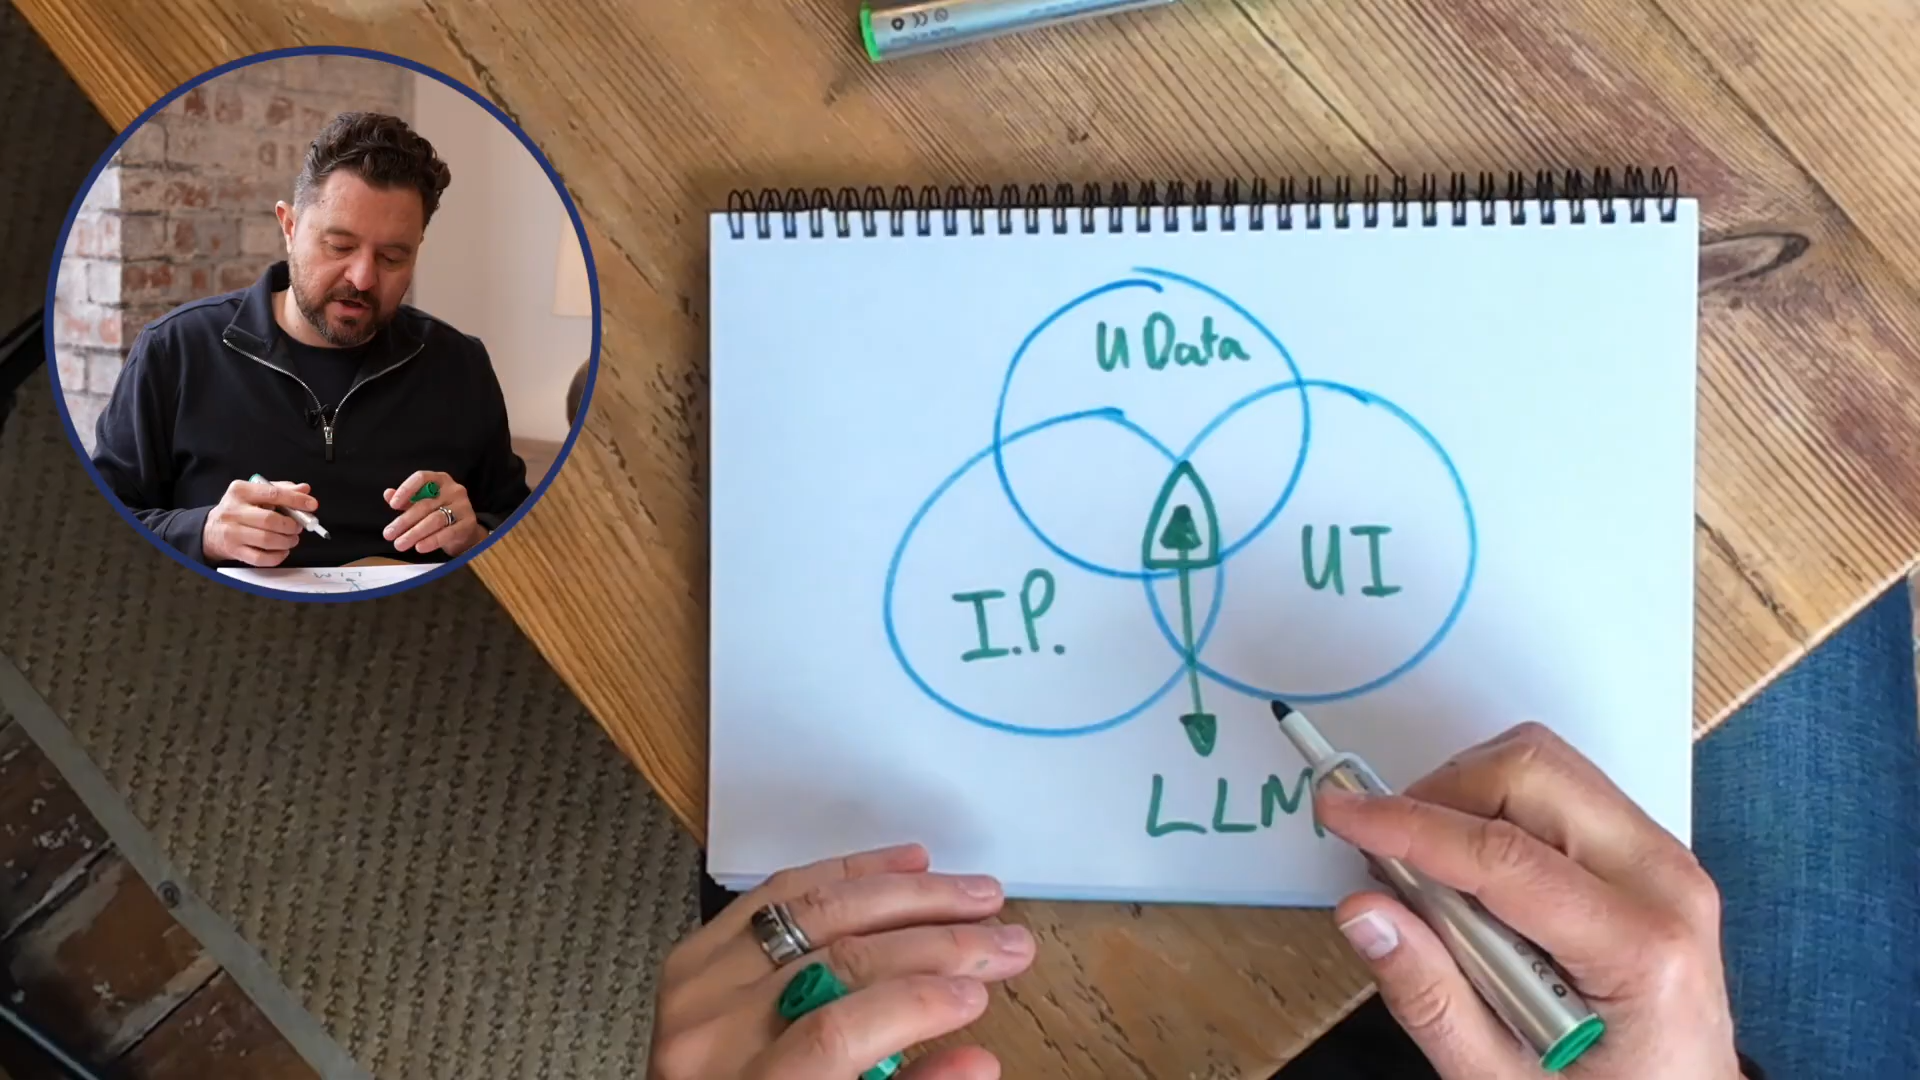 U Data
UI
I.P.
LLM